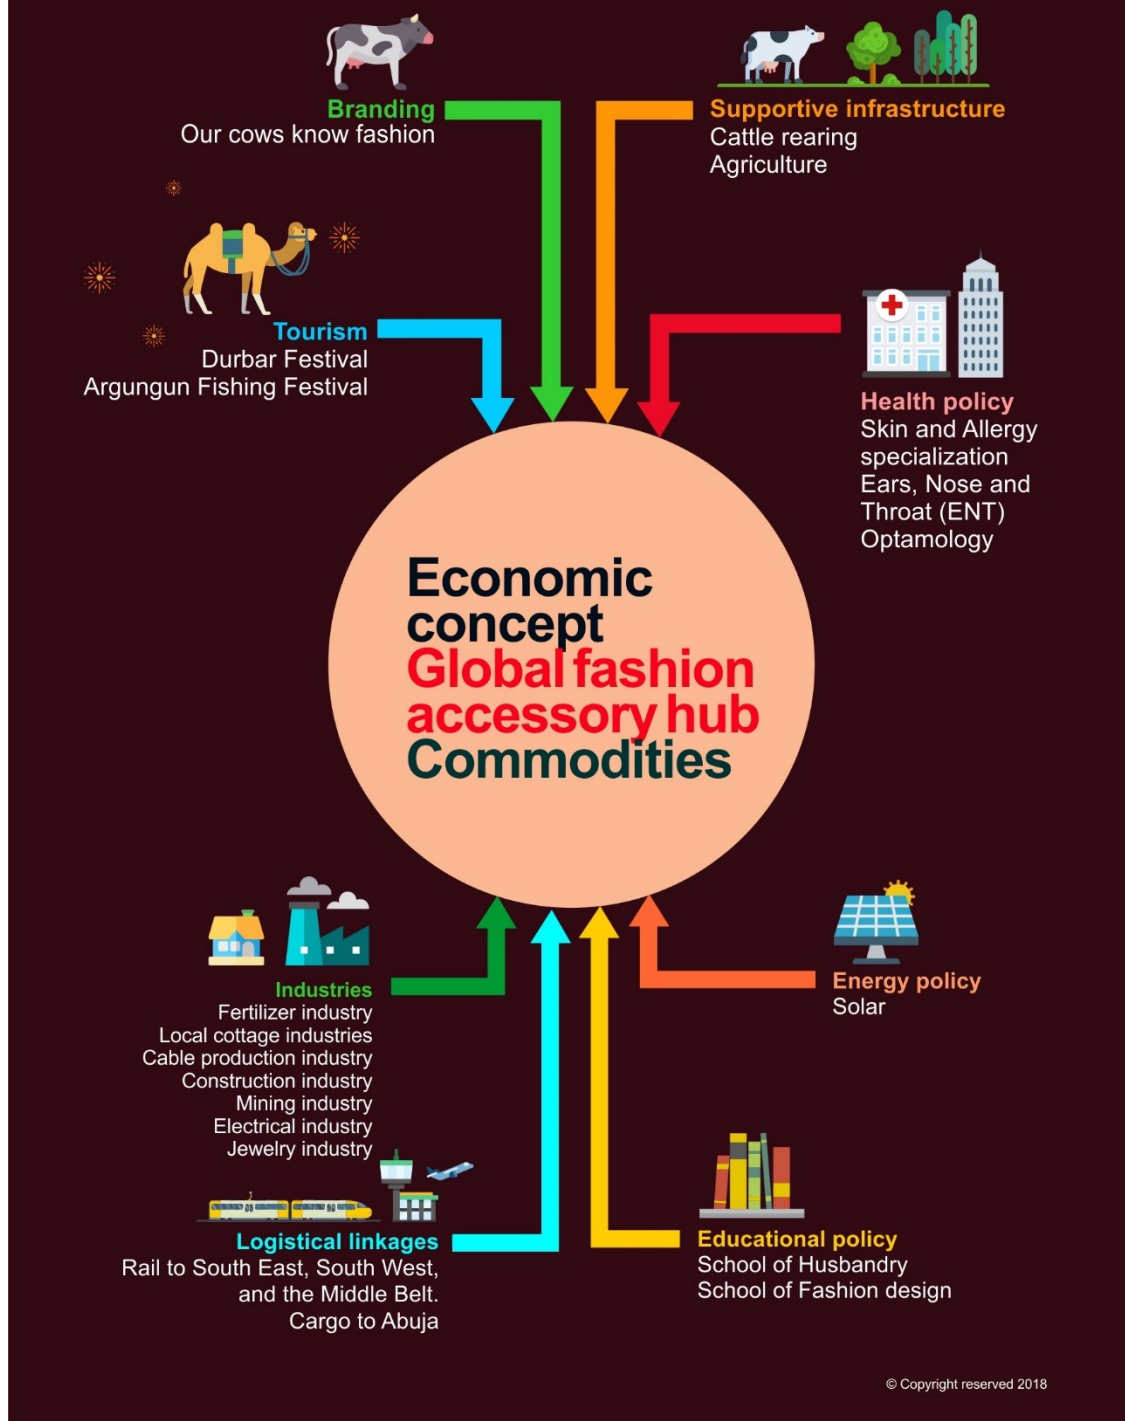 Branding
Our cows know fashion
Supportive infrastructure
Cattle rearing
Agriculture
Tourism
Durbar Festival
Argungun Fishing Festival
Health policy
Skin and Allergy
specialization
Ears, Nose and
Throat (ENT)
Optamology
Economic
concept
Global fashion
accessory hub
Commodities
Industries
Fertilizer industry
Local cottage industries
Cable production industry
Construction industry
Mining industry
Electrical industry
Jewelry industry
Energy policy
Solar
Logistical linkages
Rail to South East, South West,
and the Middle Belt.
Cargo to Abuja
Educational policy
School of Husbandry
School of Fashion design
© Copyright reserved 2018